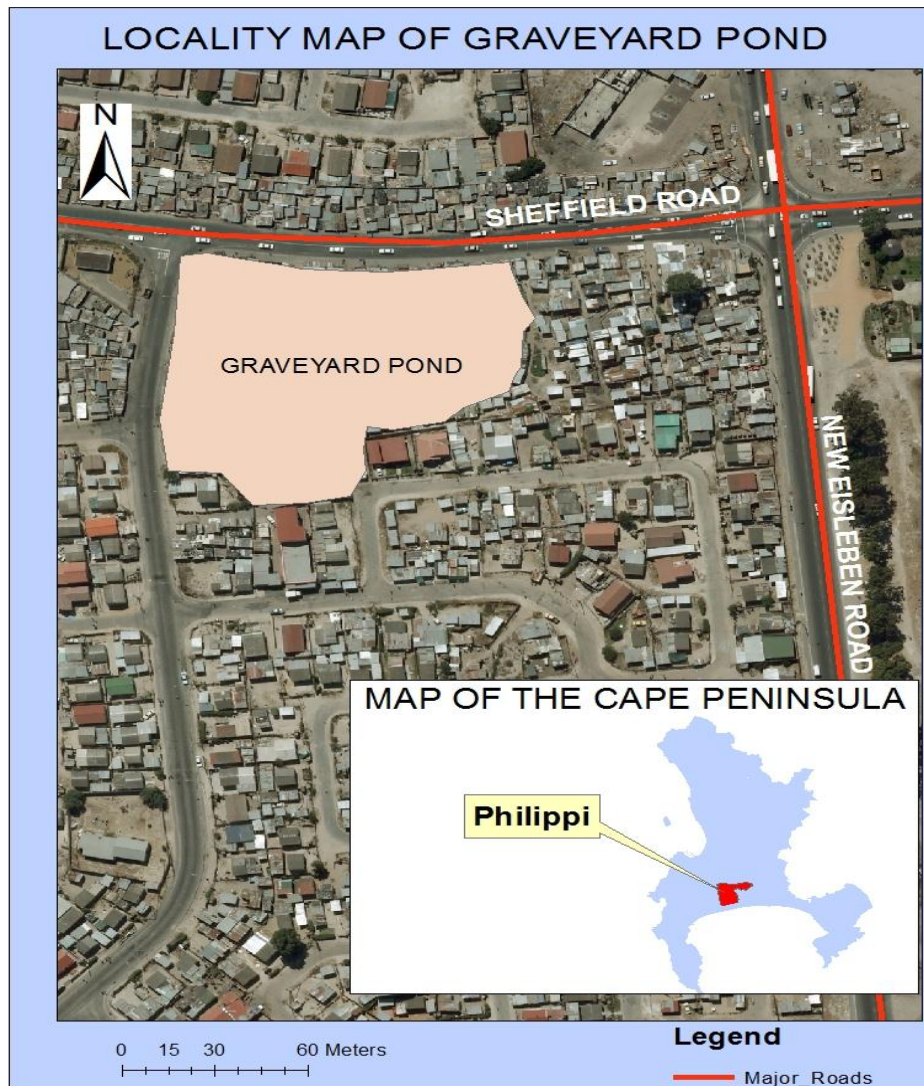 LOCALITY MAP OF GRAVEYARD POND
N
SHEFFIELD ROAD
GRAVEYARD POND
NEW EISLEBEN ROAD
MAP OF THE CAPE PENINSULA
Philippi
0 15 30 60 Meters
Legend
Major_Roads